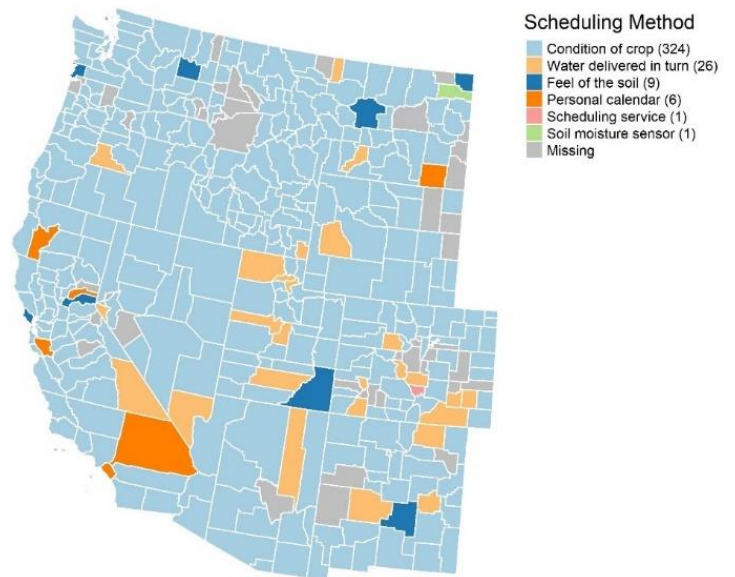 Scheduling Method
Condition of crop (324)
Water delivered in turn (26)
Feel of the soil (9)
Personal calendar (6)
Scheduling service (1)
Soil moisture sensor (1)
Missing